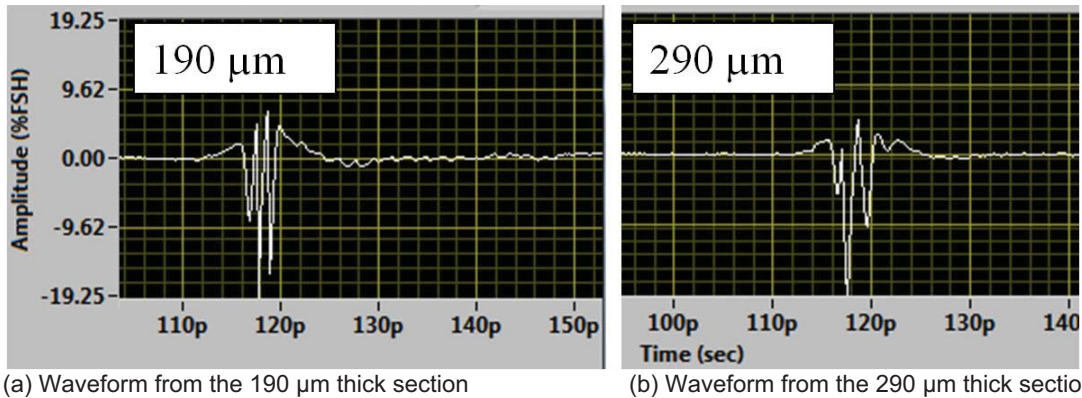 19.25
9.62
0.00
-9.62
-19.25
Amplitude (%FSH)
190 µm
110p 120p 130p 140p 150p
290 µm
100p 110p 120p 130p 140
Time (sec)
(a) Waveform from the 190 µm thick section
(b) Waveform from the 290 µm thick sectio